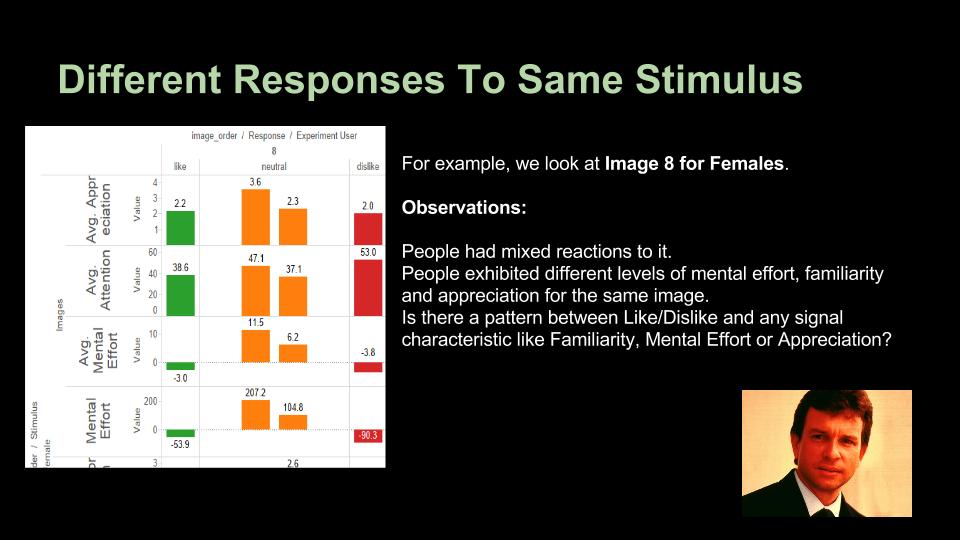 Different Responses To Same Stimulus
image_order / Response / Experiment User
8
like neutral dislike
Avg. Appr
eciation
Value
4
3
2
1
2.2
3.6
2.3
2.0
Avg.
Attention
Value
60
40
20
0
38.6
47.1
37.1
53.0
Images
Avg.
Mental
Effort
Value
10
0
-3.0
11.5
6.2
-3.8
Mental
Effort
Value
200
0
-53.9
207.2
104.8
-90.3
3
2.6
/ Stimulus
For example, we look at Image 8 for Females.
Observations:
People had mixed reactions to it.
People exhibited different levels of mental effort, familiarity
and appreciation for the same image.
Is there a pattern between Like/Dislike and any signal
characteristic like Familiarity, Mental Effort or Appreciation?